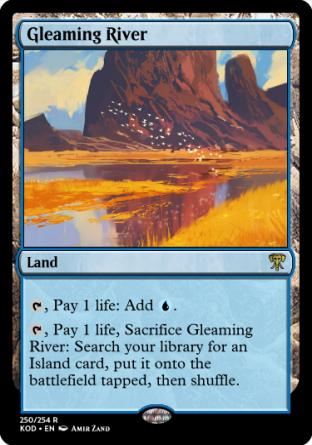 Gleaming River
Land
, Pay 1 life: Add .
, Pay 1 life, Sacrifice Gleaming
River: Search your library for an
Island card, put it onto the
battlefield tapped, then shuffle.
250/254 R
KOD • EN Amir Zand